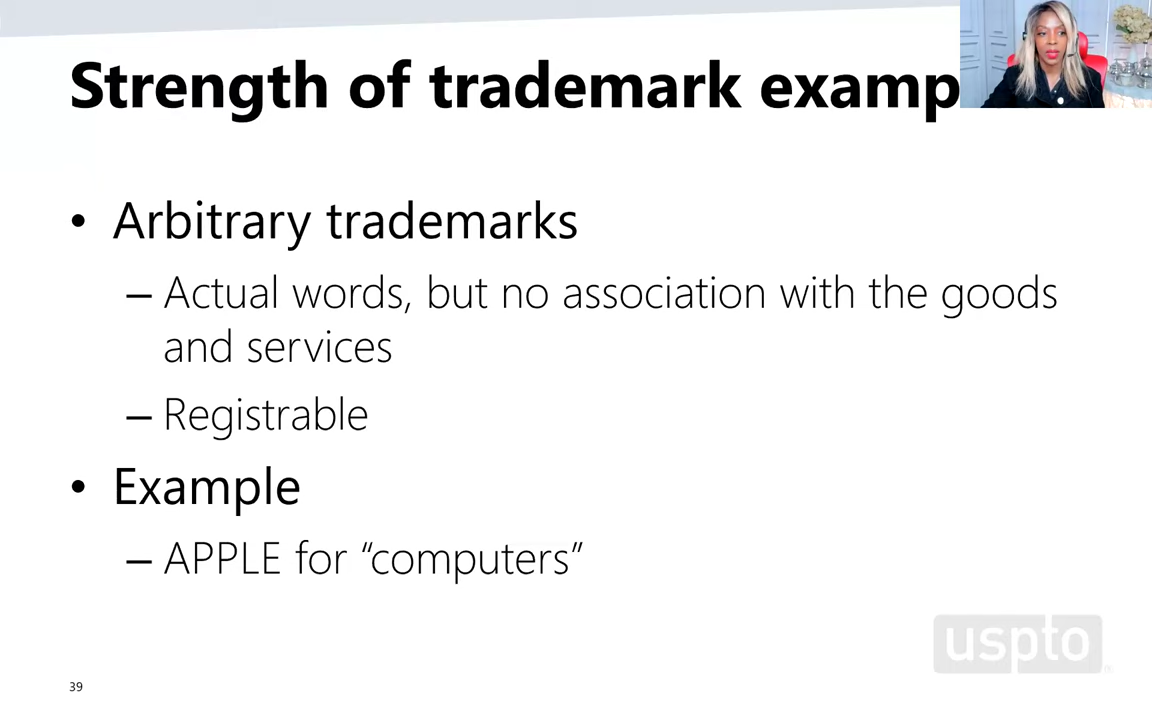 Strength of trademark examp
• Arbitrary trademarks
– Actual words, but no association with the goods
and services
– Registrable
• Example
– APPLE for “computers”
uspto
39